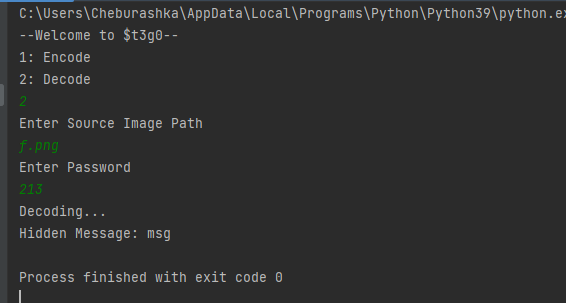 C:\Users\Cheburashka\AppData\Local\Programs\Python\Python39\python.ex
--Welcome to $t3g0--
1: Encode
2: Decode
2
Enter Source Image Path
f.png
Enter Password
213
Decoding...
Hidden Message: msg
Process finished with exit code 0